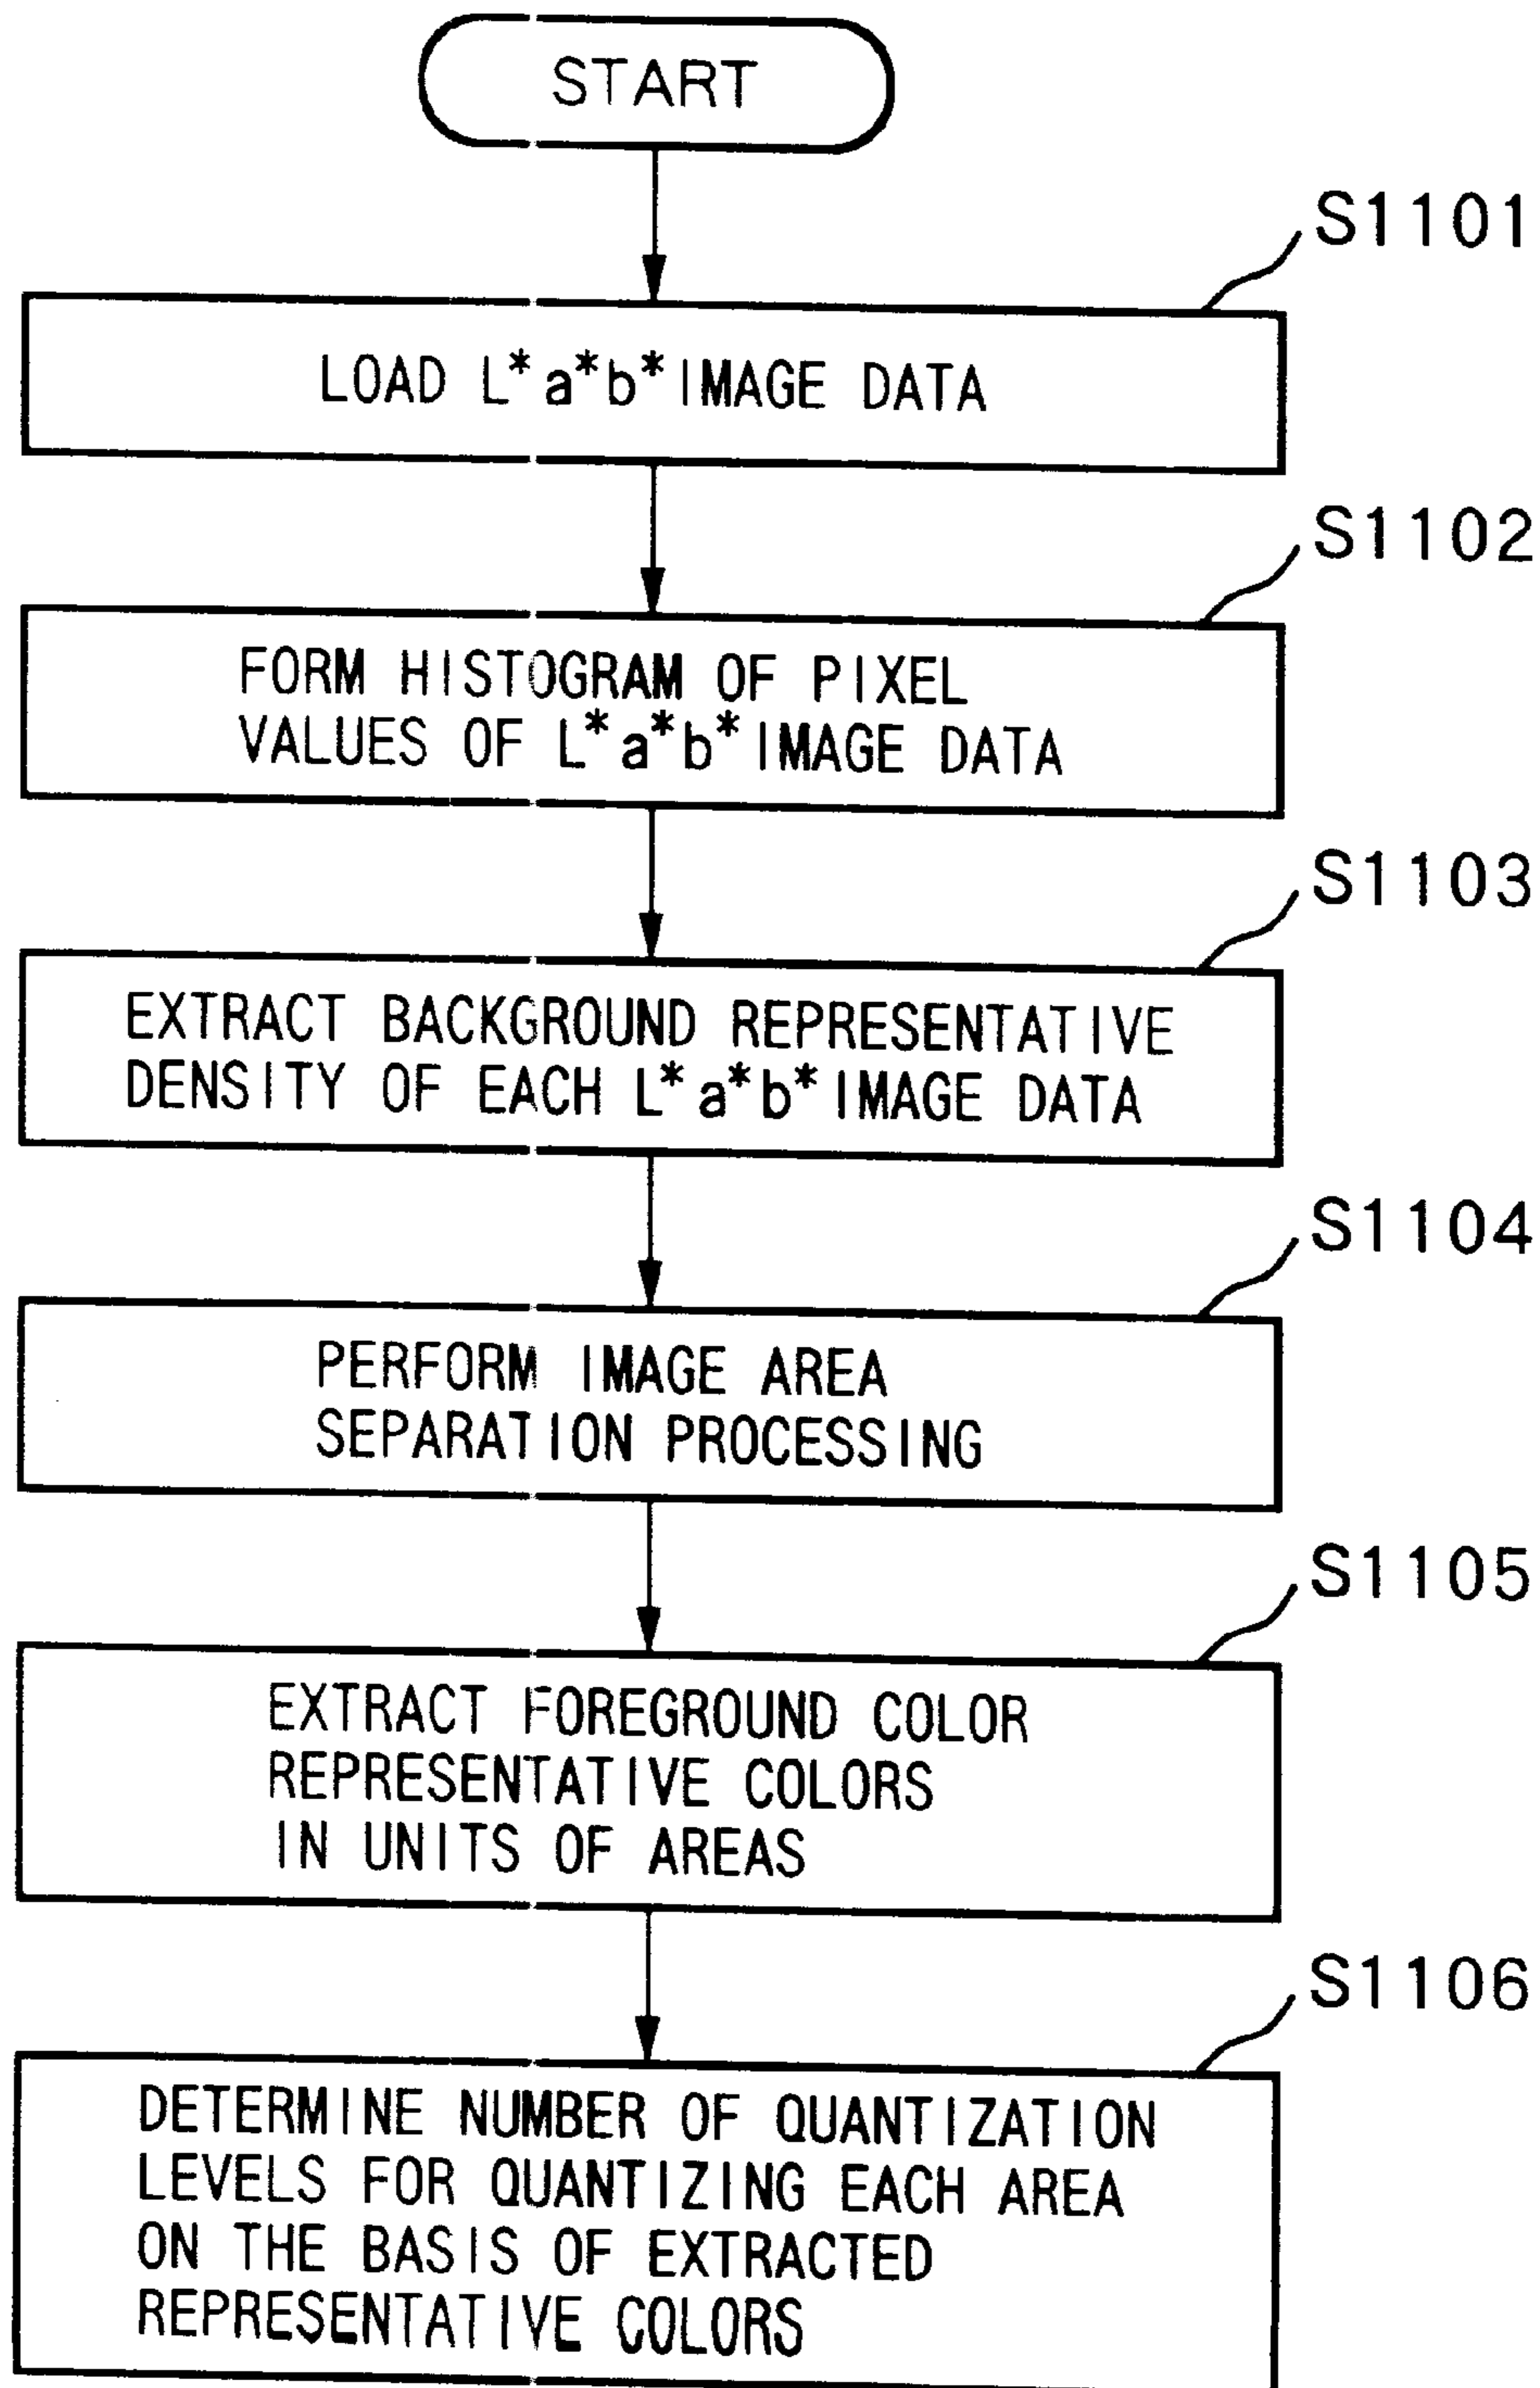 START
S1101
LOAD L*a*b* IMAGE DATA
S1102
FORM HISTOGRAM OF PIXEL
VALUES OF L*a*b* IMAGE DATA
S1103
EXTRACT BACKGROUND REPRESENTATIVE
DENSITY OF EACH L*a*b* IMAGE DATA
S1104
PERFORM IMAGE AREA
SEPARATION PROCESSING
S1105
EXTRACT FOREGROUND COLOR
REPRESENTATIVE COLORS
IN UNITS OF AREAS
S1106
DETERMINE NUMBER OF QUANTIZATION
LEVELS FOR QUANTIZING EACH AREA
ON THE BASIS OF EXTRACTED
REPRESENTATIVE COLORS